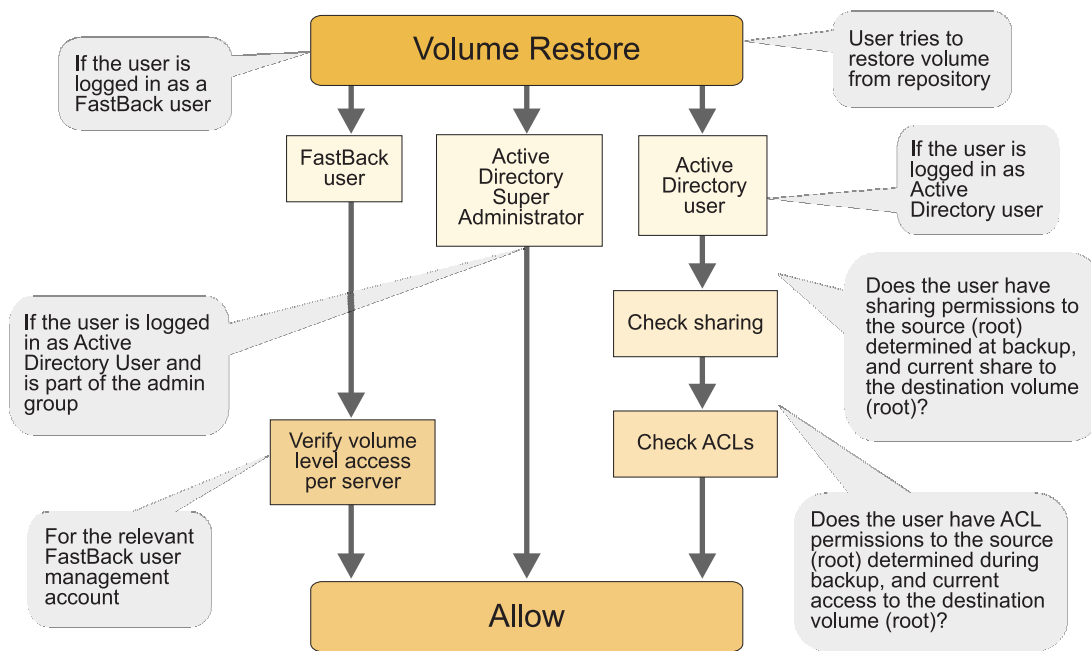 Volume Restore
If the user is
logged in as a
FastBack user
User tries to
restore volume
from repository
FastBack
user
Active
Directory
Super
Administrator
Active
Directory
user
If the user is
logged in as
Active
Directory user
If the user is logged
in as Active
Directory User and
is part of the admin
group
Check sharing
Does the user have
sharing permissions to
the source (root)
determined at backup,
and current share to
the destination volume
(root)?
Verify volume
level access
per server
Check ACLs
For the relevant
FastBack user
management
account
Does the user have ACL
permissions to the source
(root) determined during
backup, and current
access to the destination
volume (root)?
Allow